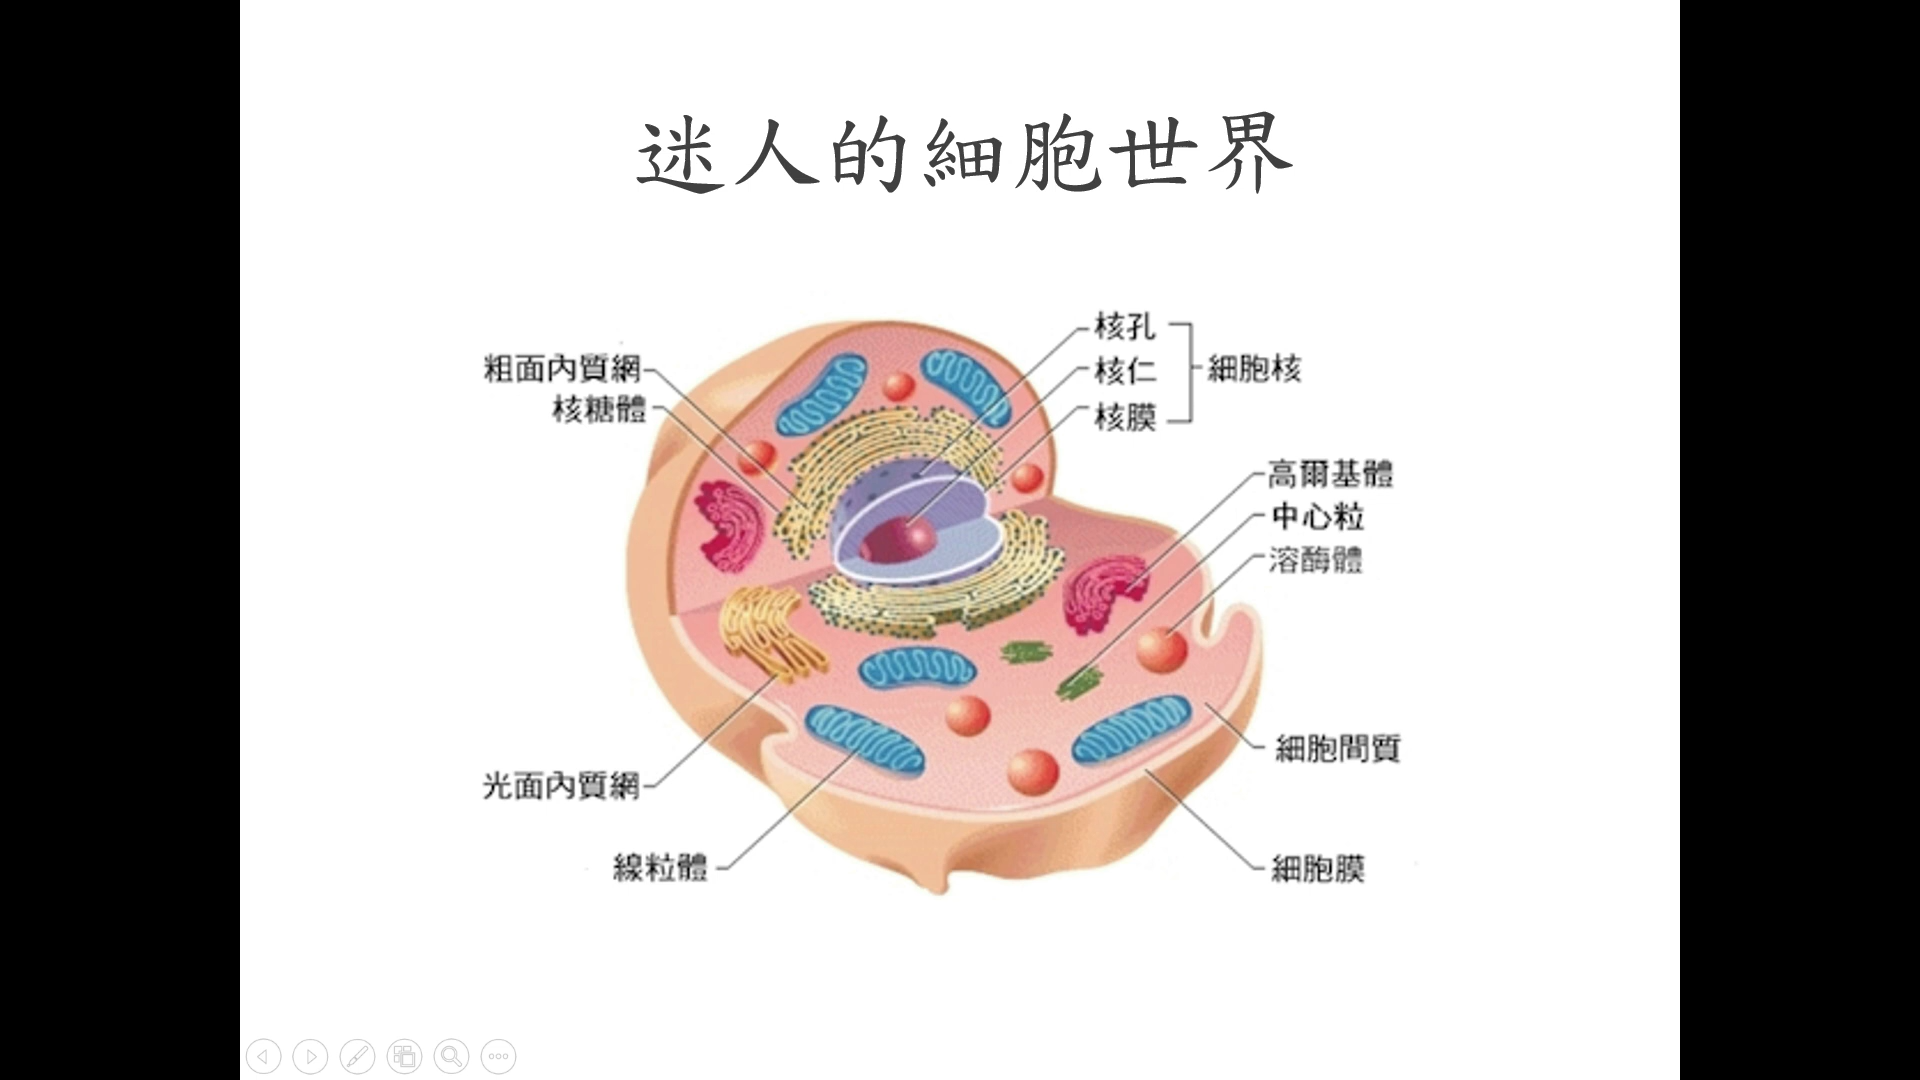 迷人的細胞世界
粗面內質網
核糖體
核孔
核仁
核膜
細胞核
高爾基體
中心粒
溶酶體
光面內質網
線粒體
細胞間質
細胞膜